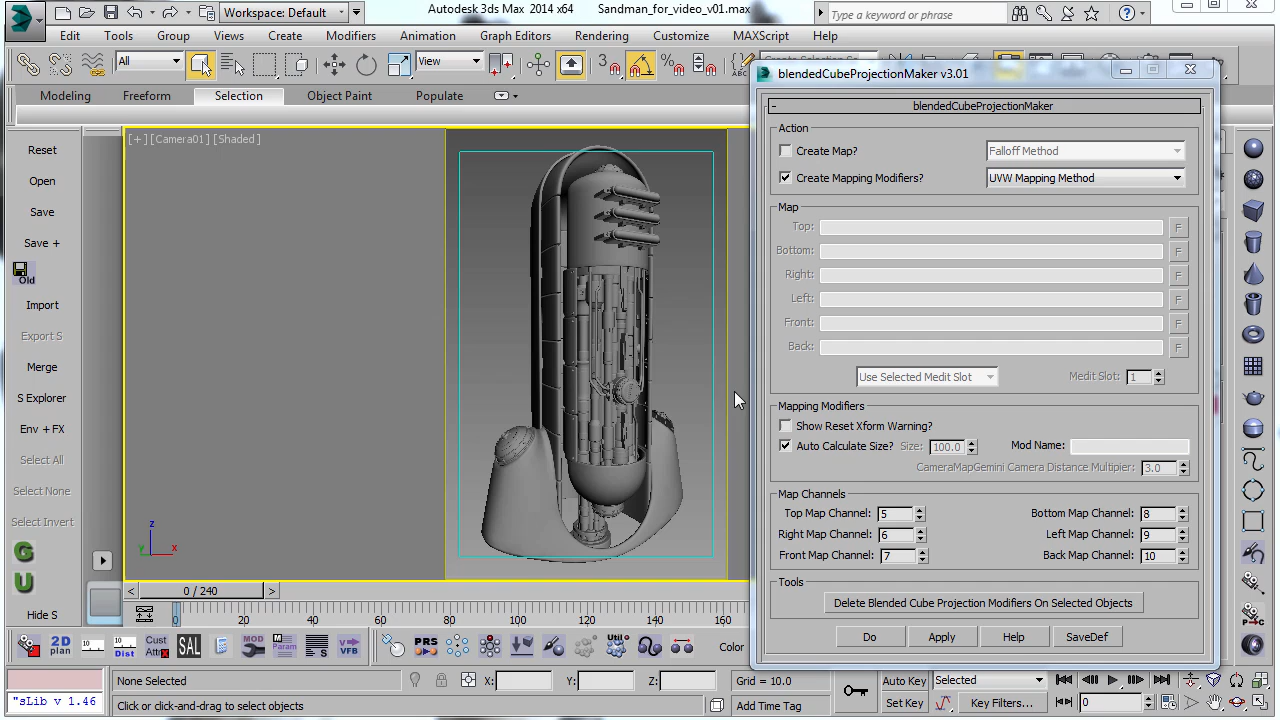 Workspace: Default
Autodesk 3ds Max 2014 x64
Sandman_for_video_v01.max
Type a keyword or phrase
Edit Tools Group Views Create Modifiers Animation Graph Editors Rendering Customize MAXScript Help
All
View
3
blendedCubeProjectionMaker v3.01
Modeling Freeform Selection Object Paint Populate
[+] [Camera01] [Shaded]
Reset
Open
Save
Save +
Old
Import
Export S
Merge
S Explorer
Env + FX
Select All
Select None
Select Invert
G
U
Hide S
z
y
x
blendedCubeProjectionMaker
Action
Create Map? Falloff Method
Create Mapping Modifiers? UVW Mapping Method
Map
Top: F
Bottom: F
Right: F
Left: F
Front: F
Back: F
Use Selected Medit Slot Medit Slot: 1
Mapping Modifiers
Show Reset Xform Warning?
Auto Calculate Size? Size: 100.0 Mod Name:
CameraMapGemini Camera Distance Multipier: 3.0
Map Channels
Top Map Channel: 5 Bottom Map Channel: 8
Right Map Channel: 6 Left Map Channel: 9
Front Map Channel: 7 Back Map Channel: 10
Tools
Delete Blended Cube Projection Modifiers On Selected Objects
Do Apply Help SaveDef
< 0 / 240 >
0 20 40 60 80 100 120 140 160
2D plan
Dist
Cust Attr
SAL
MOD
Param
VFB
PRS
Util
Color
None Selected X: Y: Z: Grid = 10.0 Auto Key Selected
"sLib v 1.46 Click or click-and-drag to select objects Add Time Tag Set Key Key Filters... 0